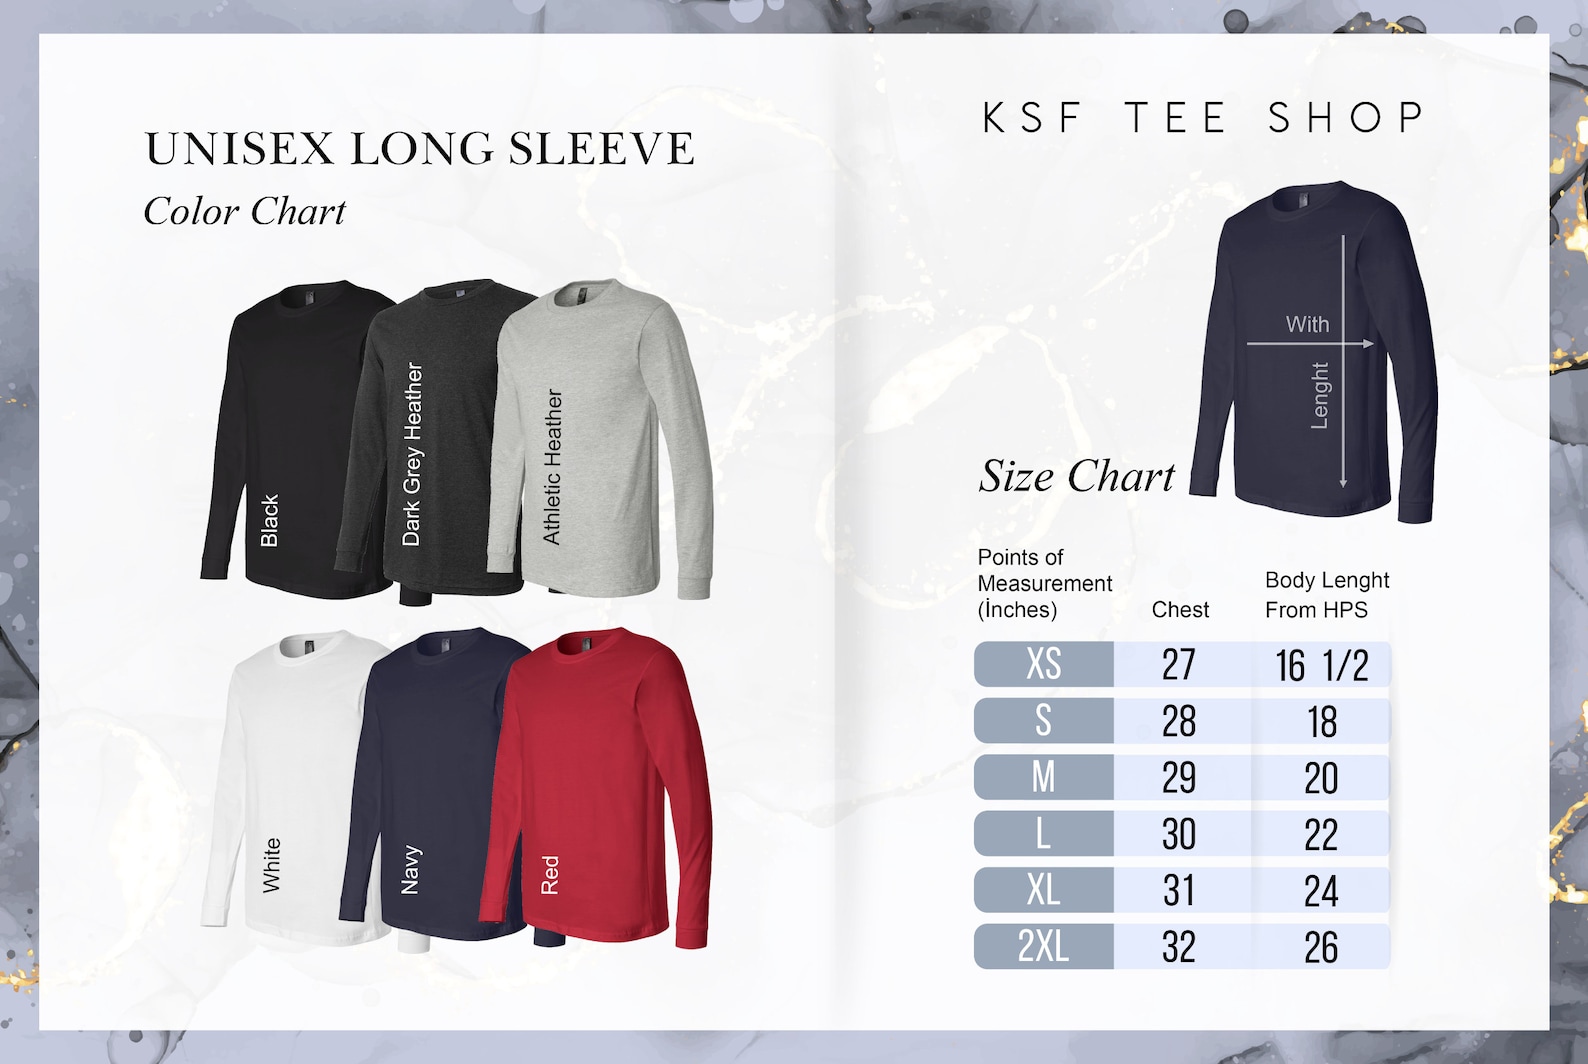 UNISEX LONG SLEEVE
Color Chart
Black
Dark Grey Heather
Athletic Heather
White
Navy
Red
KSF TEE SHOP
With
Lenght
Size Chart
Points of
Measurement
(İnches)
Chest
Body Lenght
From HPS
XS 27 16 1/2
S 28 18
M 29 20
L 30 22
XL 31 24
2XL 32 26